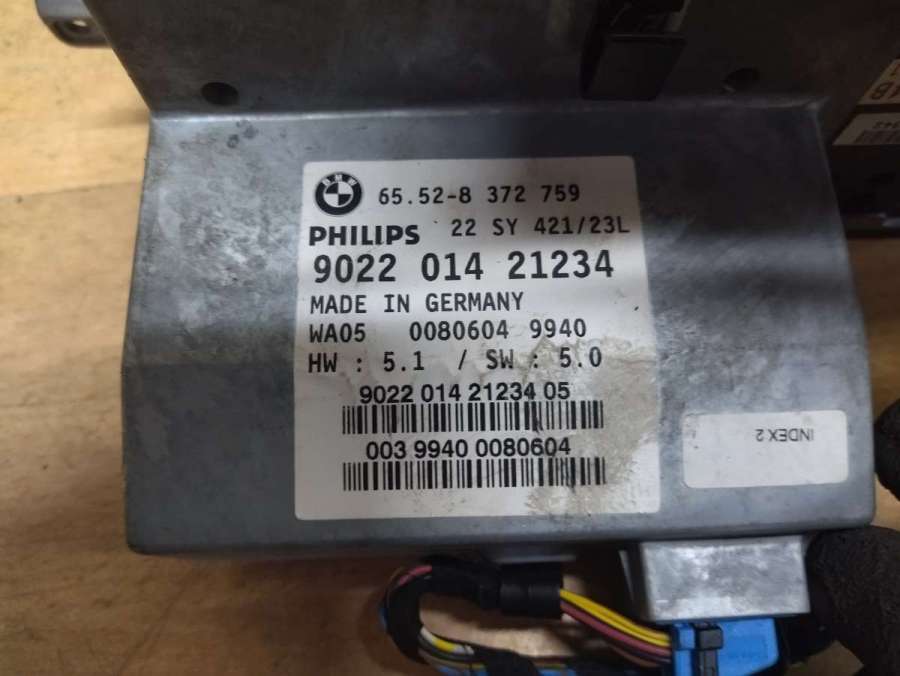 BMW
65.52-8 372 759
PHILIPS 22 SY 421/23L
9022 014 21234
MADE IN GERMANY
WA05 0080604 9940
HW : 5.1 / SW : 5.0
9022 014 21234 05
003 9940 0080604
INDEX 2